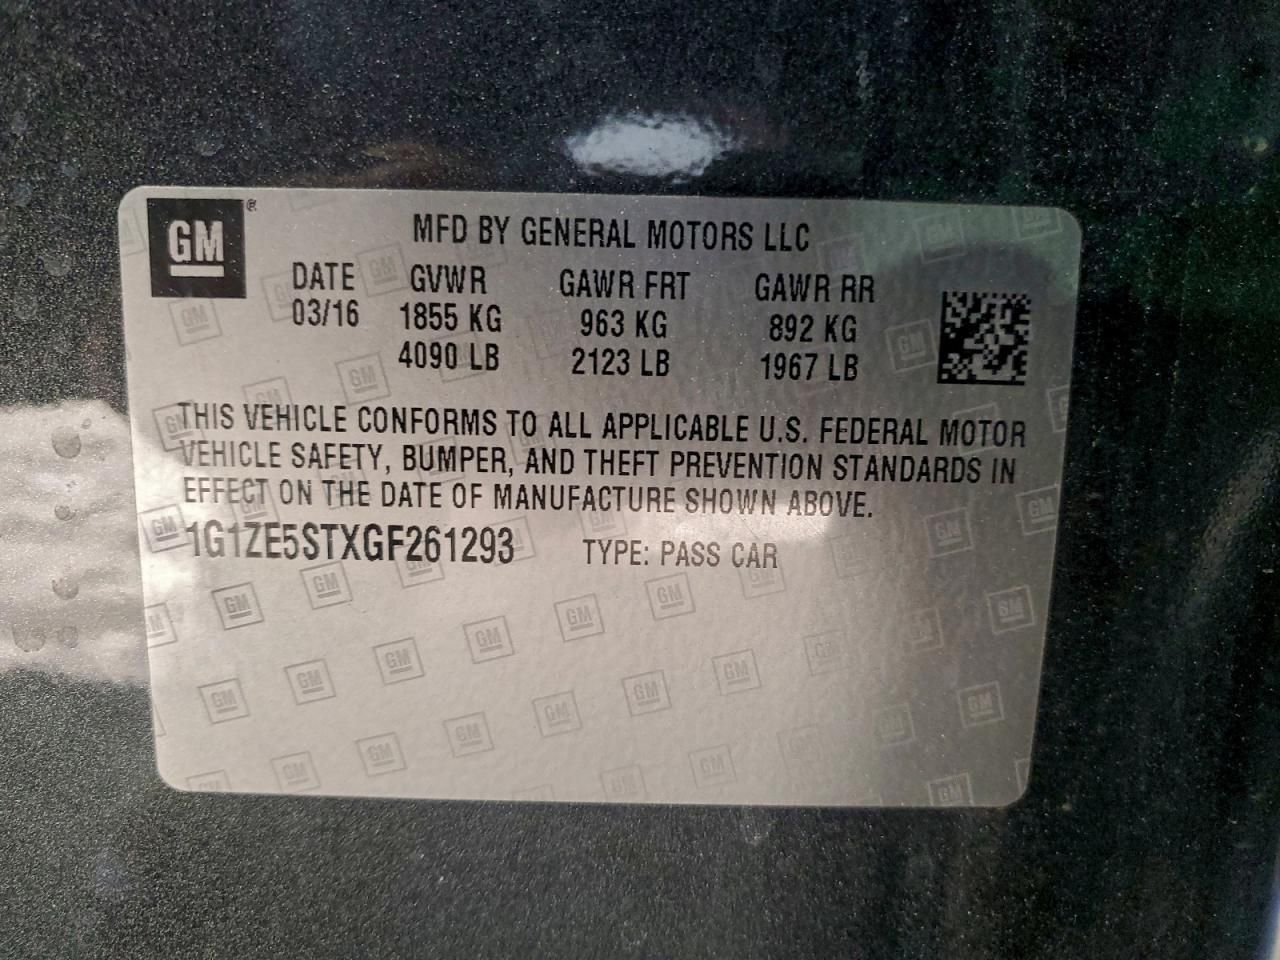 GM ®
MFD BY GENERAL MOTORS LLC
DATE GVWR GAWR FRT GAWR RR
03/16 1855 KG 963 KG 892 KG
4090 LB 2123 LB 1967 LB
THIS VEHICLE CONFORMS TO ALL APPLICABLE U.S. FEDERAL MOTOR
VEHICLE SAFETY, BUMPER, AND THEFT PREVENTION STANDARDS IN
EFFECT ON THE DATE OF MANUFACTURE SHOWN ABOVE.
1G1ZE5STXGF261293 TYPE: PASS CAR